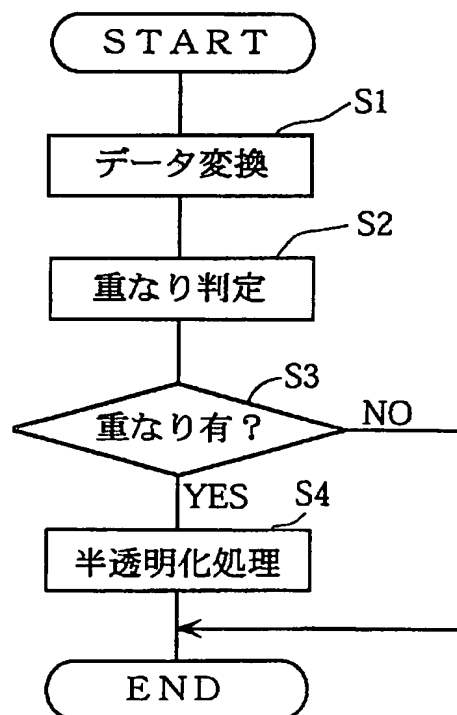 START
S1
データ変換
S2
重なり判定
S3
重なり有？
NO
YES
S4
半透明化処理
END